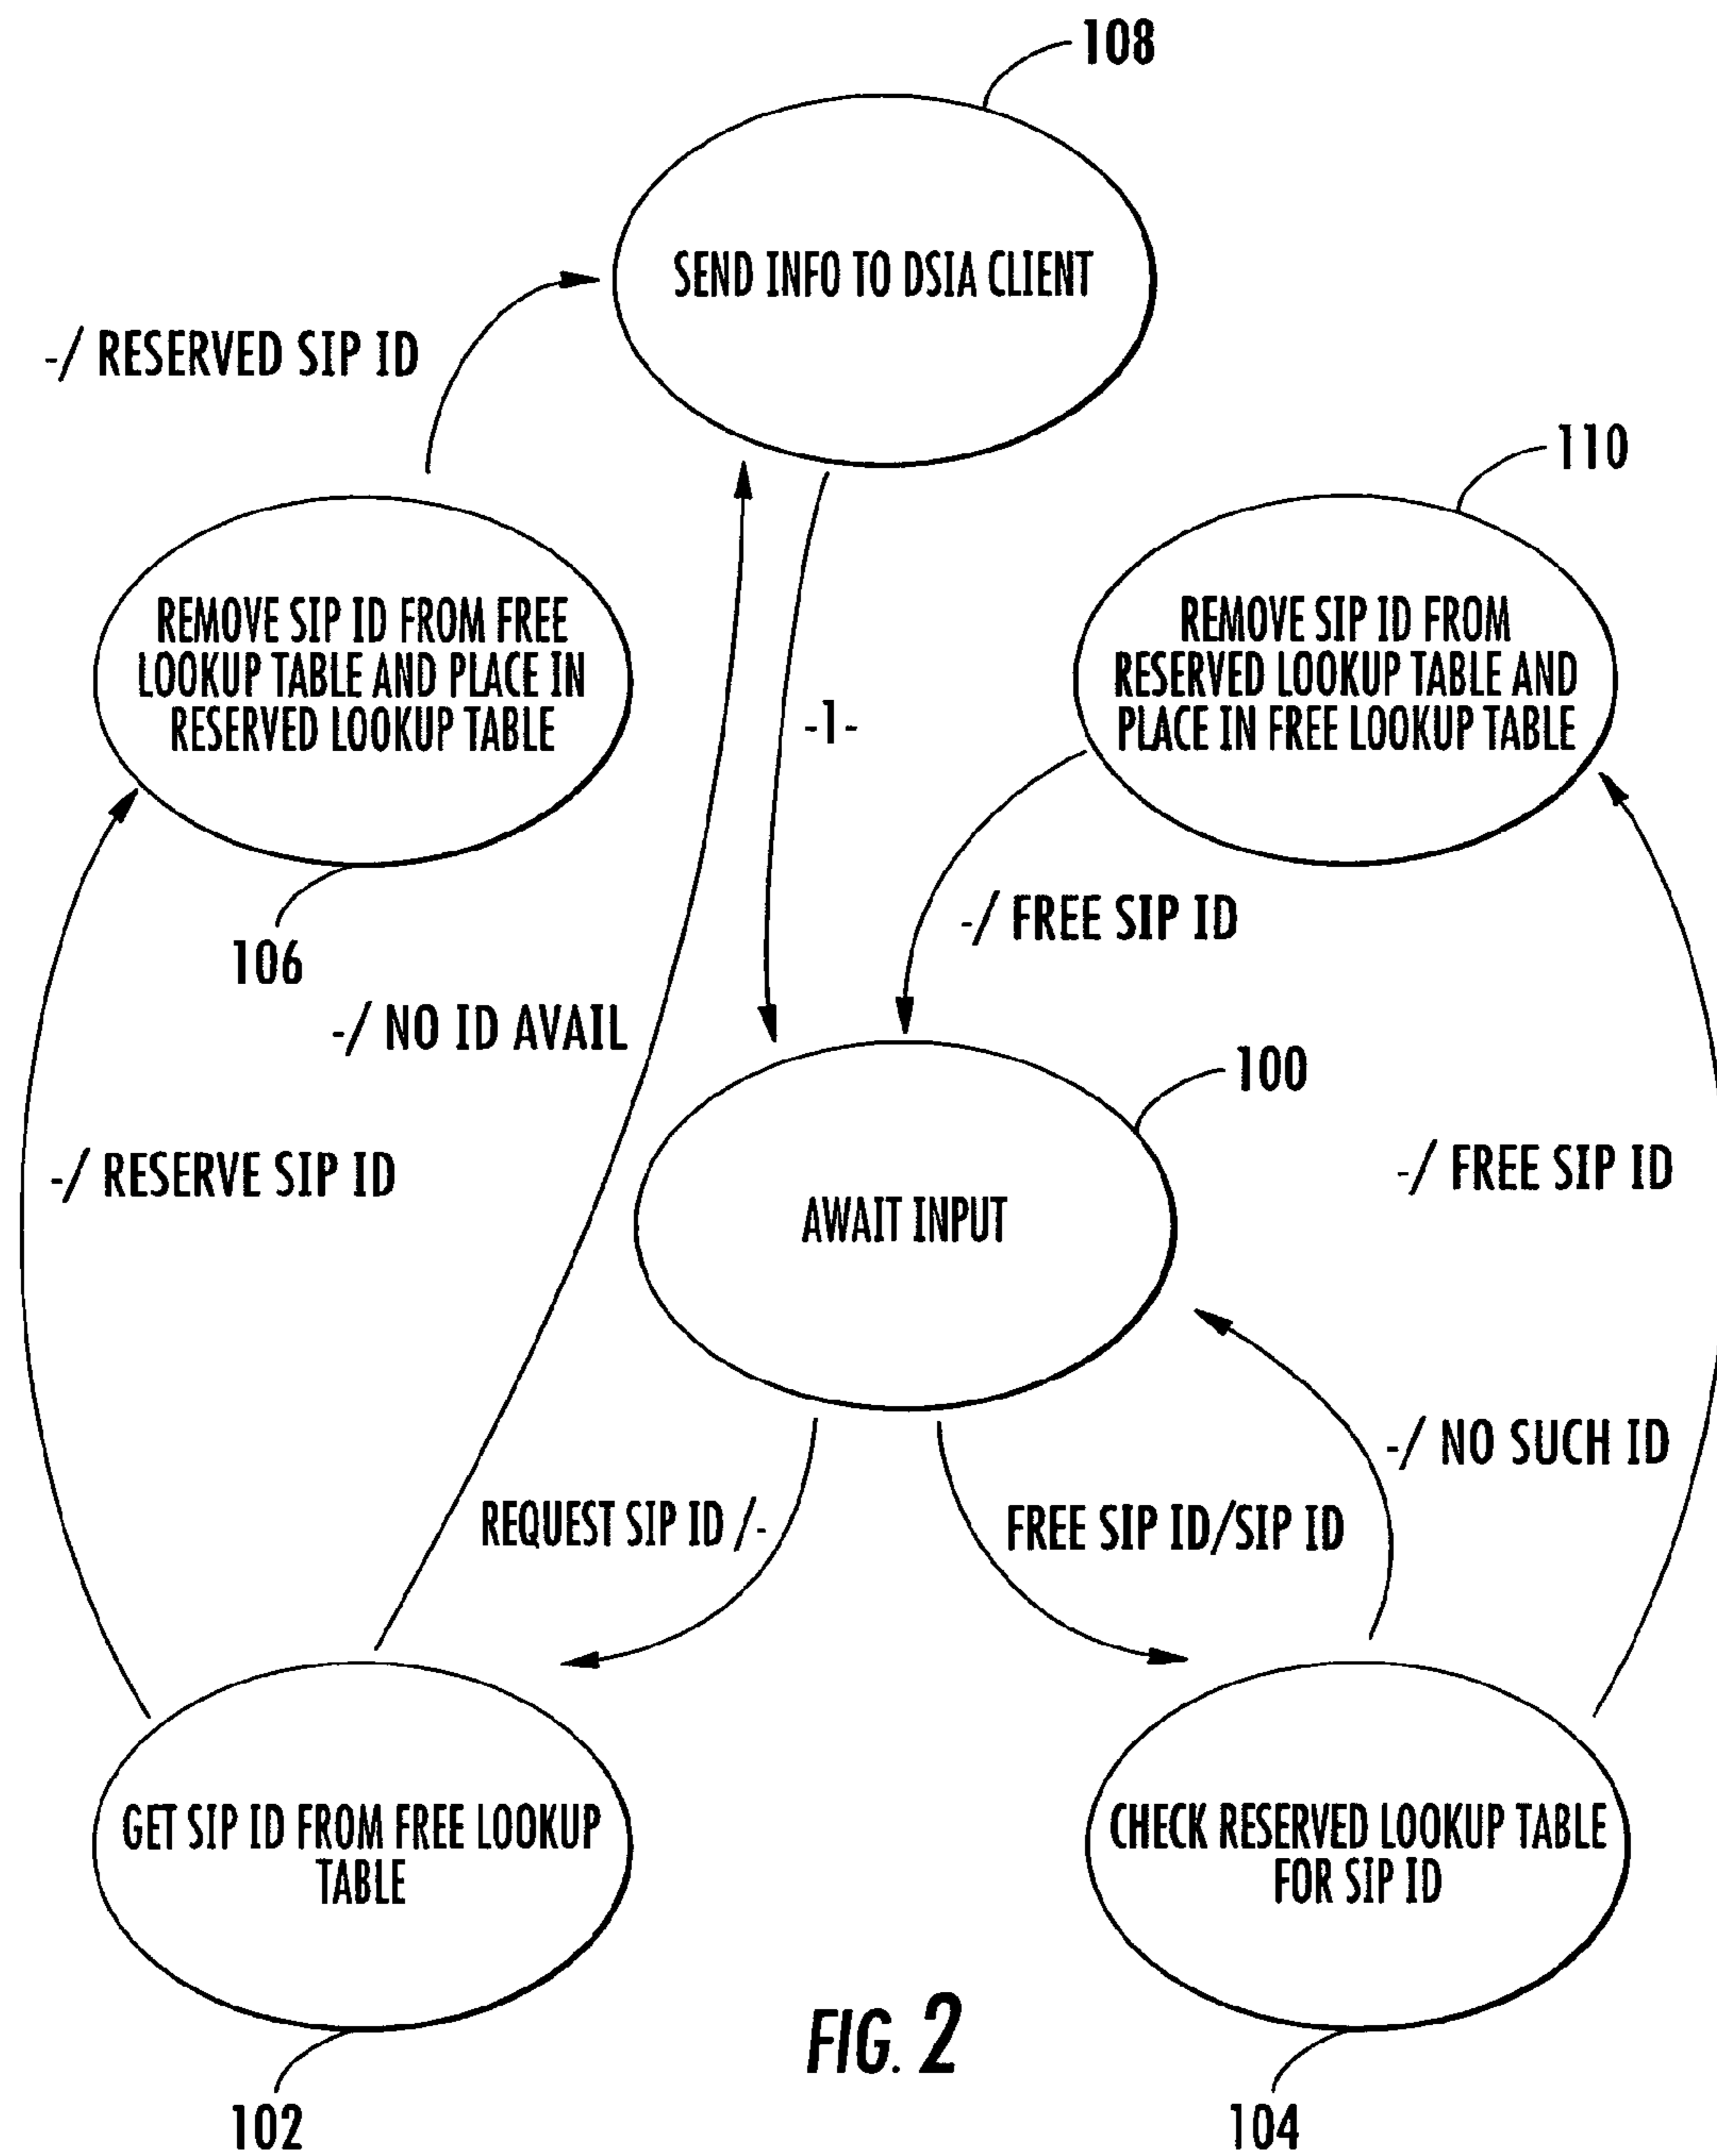 108
SEND INFO TO DSIA CLIENT
-/ RESERVED SIP ID
110
REMOVE SIP ID FROM FREE
LOOKUP TABLE AND PLACE IN
RESERVED LOOKUP TABLE
REMOVE SIP ID FROM
RESERVED LOOKUP TABLE AND
PLACE IN FREE LOOKUP TABLE
-1-
-/ FREE SIP ID
106
-/ NO ID AVAIL
100
-/ RESERVE SIP ID
-/ FREE SIP ID
AWAIT INPUT
-/ NO SUCH ID
REQUEST SIP ID /-
FREE SIP ID/SIP ID
GET SIP ID FROM FREE LOOKUP
TABLE
CHECK RESERVED LOOKUP TABLE
FOR SIP ID
FIG. 2
102
104